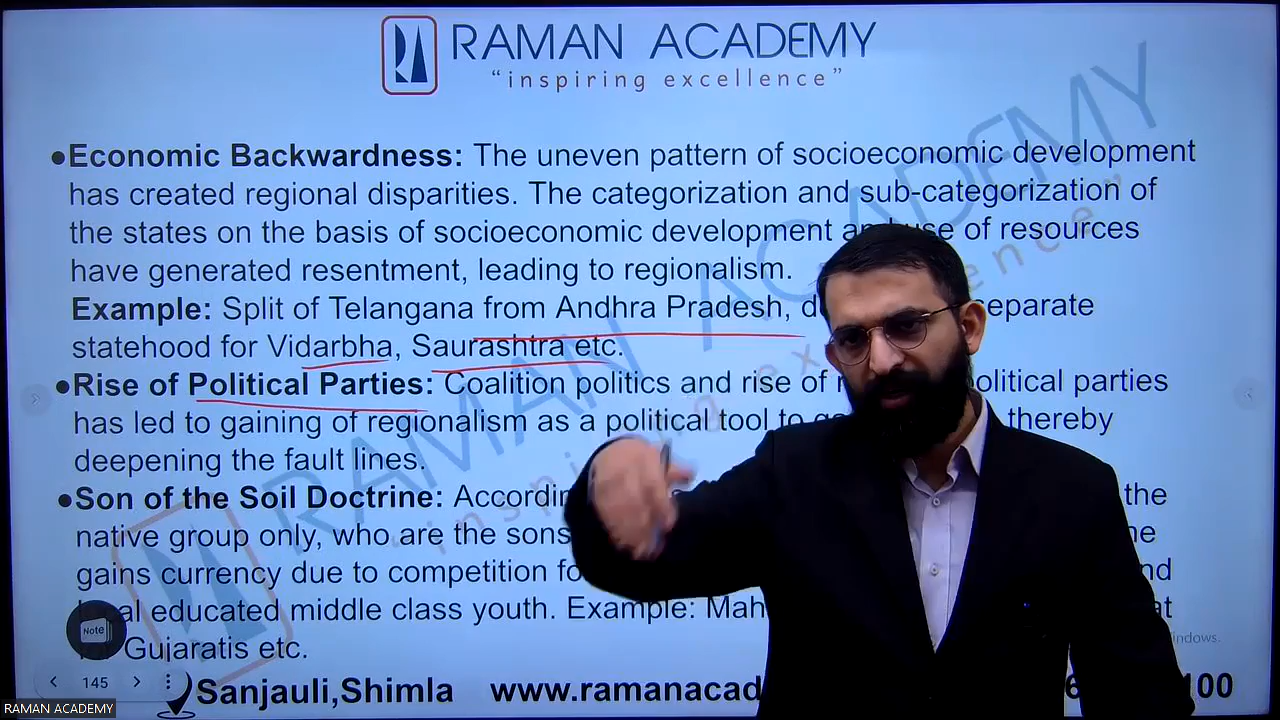 RAMAN ACADEMY
“inspiring excellence”
●Economic Backwardness: The uneven pattern of socioeconomic development
has created regional disparities. The categorization and sub-categorization of
the states on the basis of socioeconomic development use of resources
have generated resentment, leading to regionalism.
Example: Split of Telangana from Andhra Pradesh,
statehood for Vidarbha, Saurashtra etc.
●Rise of Political Parties: Coalition politics and rise of political parties
has led to gaining of regionalism as a political tool to thereby
deepening the fault lines.
●Son of the Soil Doctrine: the
native group only, who are the sons
gains currency due to competition
educated middle class youth. Example:
Gujaratis etc.
Note
145
Sanjauli,Shimla www.ramanacad 100
RAMAN ACADEMY
RAMAN ACADEMY